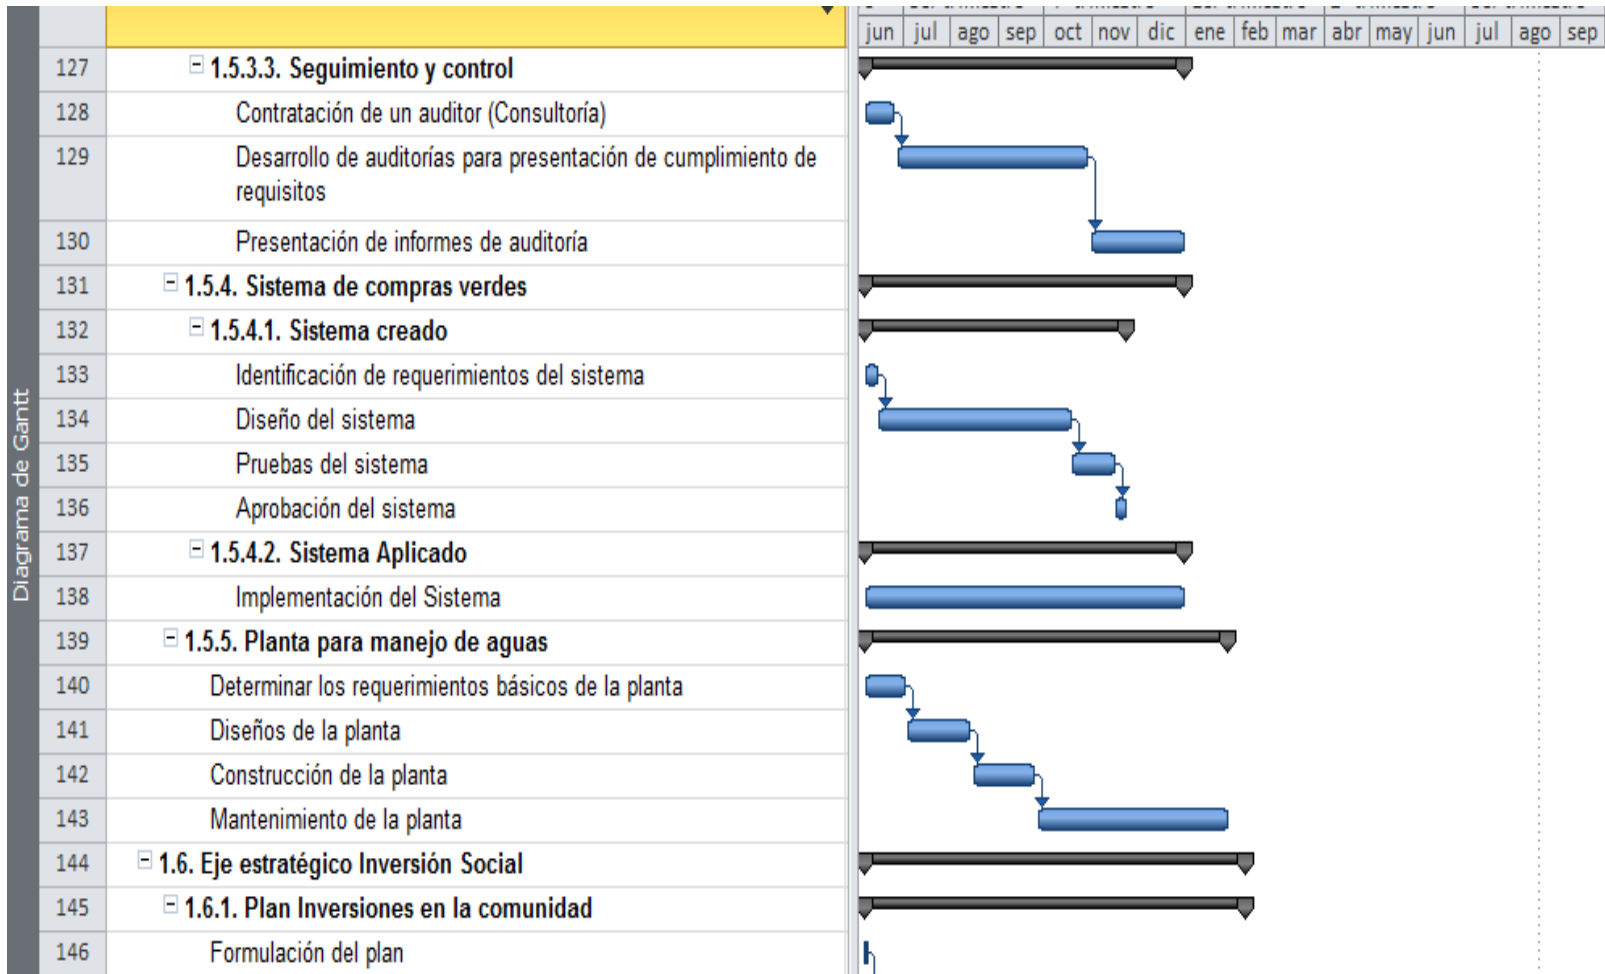 jun jul ago sep oct nov dic ene feb mar abr may jun jul ago sep
127 1.5.3.3. Seguimiento y control
128 Contratación de un auditor (Consultoría)
129 Desarrollo de auditorías para presentación de cumplimiento de
requisitos
130 Presentación de informes de auditoría
131 1.5.4. Sistema de compras verdes
132 1.5.4.1. Sistema creado
133 Identificación de requerimientos del sistema
134 Diseño del sistema
135 Pruebas del sistema
136 Aprobación del sistema
137 1.5.4.2. Sistema Aplicado
138 Implementación del Sistema
139 1.5.5. Planta para manejo de aguas
140 Determinar los requerimientos básicos de la planta
141 Diseños de la planta
142 Construcción de la planta
143 Mantenimiento de la planta
144 1.6. Eje estratégico Inversión Social
145 1.6.1. Plan Inversiones en la comunidad
146 Formulación del plan
Diagrama de Gantt